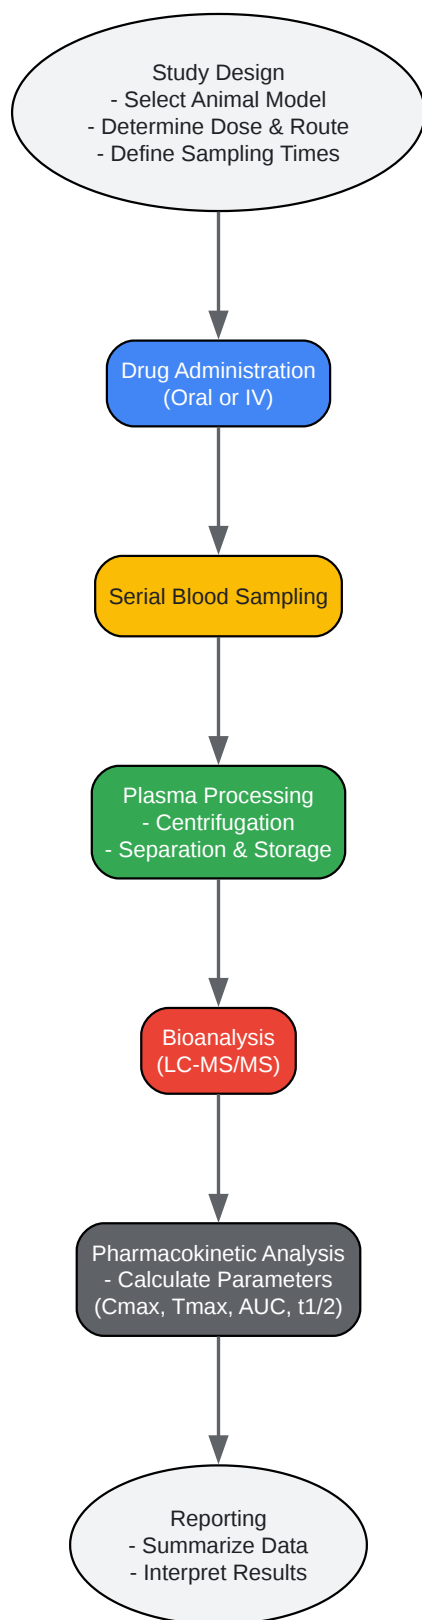 Study Design
- Select Animal Model
- Determine Dose & Route
- Define Sampling Times
Drug Administration
(Oral or IV)
Serial Blood Sampling
Plasma Processing
- Centrifugation
- Separation & Storage
Bioanalysis
(LC-MS/MS)
Pharmacokinetic Analysis
- Calculate Parameters
(Cmax, Tmax, AUC, t1/2)
Reporting
- Summarize Data
- Interpret Results